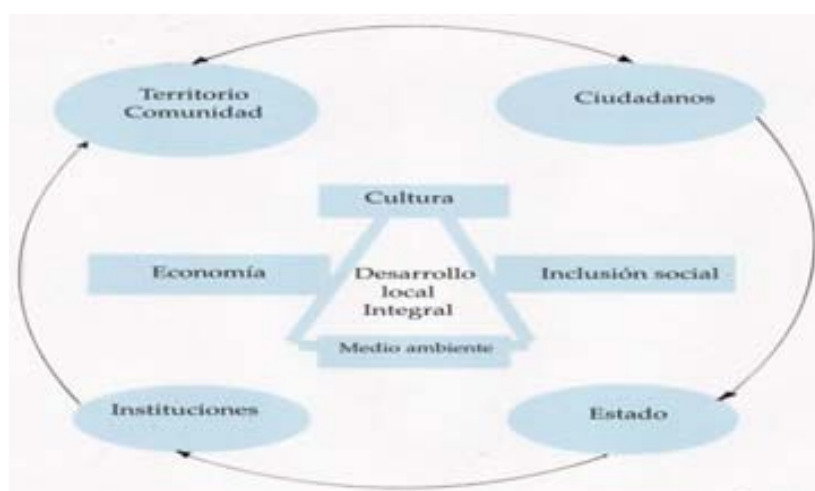 Territorio
Comunidad
Ciudadanos
Cultura
Economía
Desarrollo
local
Integral
Inclusión social
Medio ambiente
Instituciones
Estado